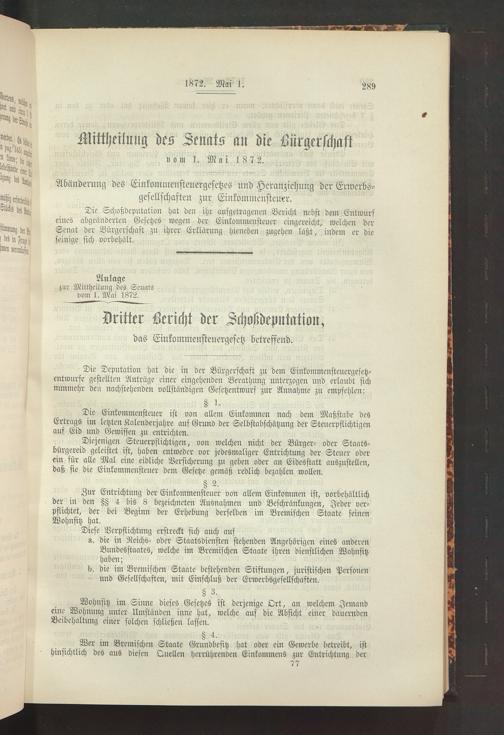 1872. Mai 1.
289
Mittheilung des Senats an die Bürgerschaft
vom 1. Mai 1872.
Abänderung des Einkommensteuergesetzes und Heranziehung der Erwerbs-
gesellschaften zur Einkommensteuer.
Die Schoßdeputation hat den ihr aufgetragenen Bericht nebst dem Entwurf
eines abgeänderten Gesetzes wegen der Einkommensteuer eingereicht, welchen der
Senat der Bürgerschaft zu ihrer Erklärung hieneben zugehen läßt, indem er die
seinige sich vorbehält.
Anlage
zur Mittheilung des Senats
vom 1. Mai 1872.
Dritter Bericht der Schoßdeputation,
das Einkommensteuergesetz betreffend.
Die Deputation hat die in der Bürgerschaft zu dem Einkommensteuergesetz-
entwurfe gestellten Anträge einer eingehenden Berathung unterzogen und erlaubt sich
nunmehr den nachstehenden vollständigen Gesetzentwurf zur Annahme zu empfehlen:
§ 1.
Die Einkommensteuer ist von allem Einkommen nach dem Maßstabe des
Ertrags im letzten Kalenderjahre auf Grund der Selbstschätzung der Steuerpflichtigen
auf Eid und Gewissen zu entrichten.
Diejenigen Steuerpflichtigen, von welchen nicht der Bürger- oder Staats-
bürgereid geleistet ist, haben entweder vor jedesmaliger Entrichtung der Steuer oder
ein für alle Mal eine eidliche Versicherung zu geben oder an Eidesstatt auszustellen,
daß sie die Einkommensteuer dem Gesetze gemäß redlich bezahlen wollen.
§ 2.
Zur Entrichtung der Einkommensteuer von allem Einkommen ist, vorbehältlich
der in den §§ 4 bis 8 bezeichneten Ausnahmen und Beschränkungen, Jeder ver-
pflichtet, der bei Beginn der Erhebung derselben im Bremischen Staate seinen
Wohnsitz hat.
Diese Verpflichtung erstreckt sich auch auf
a. die in Reichs- oder Staatsdiensten stehenden Angehörigen eines anderen
Bundesstaates, welche im Bremischen Staate ihren dienstlichen Wohnsitz
haben;
b. die im Bremischen Staate bestehenden Stiftungen, juristischen Personen
und Gesellschaften, mit Einschluß der Erwerbsgesellschaften.
§ 3.
Wohnsitz im Sinne dieses Gesetzes ist derjenige Ort, an welchem Jemand
eine Wohnung unter Umständen inne hat, welche auf die Absicht einer dauernden
Beibehaltung einer solchen schließen lassen.
§ 4.
Wer im Bremischen Staate Grundbesitz hat oder ein Gewerbe betreibt, ist
hinsichtlich des aus diesen Quellen herrührenden Einkommens zur Entrichtung der
77